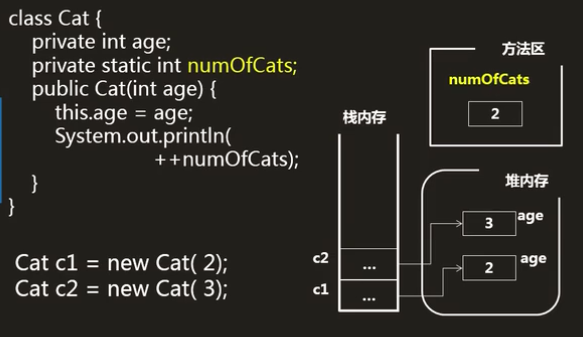 class Cat {
private int age;
private static int numOfCats;
public Cat(int age) {
this.age = age;
System.out.println(
++numOfCats);
}
}
Cat c1 = new Cat( 2);
Cat c2 = new Cat( 3);
栈内存
c2
...
c1
...
方法区
numOfCats
2
堆内存
3
age
2
age